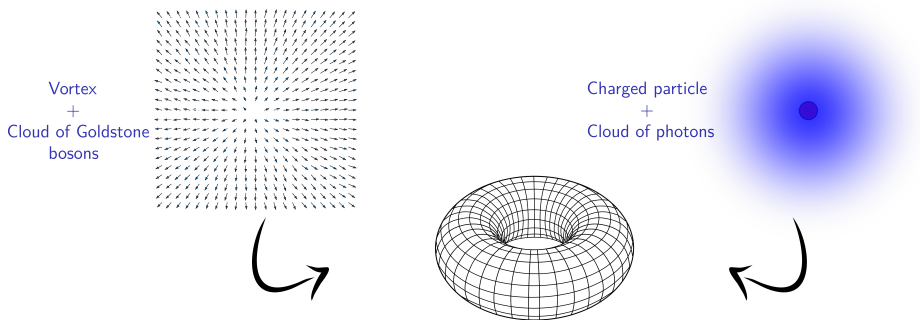 Vortex
+
Cloud of Goldstone
bosons
Charged particle
+
Cloud of photons